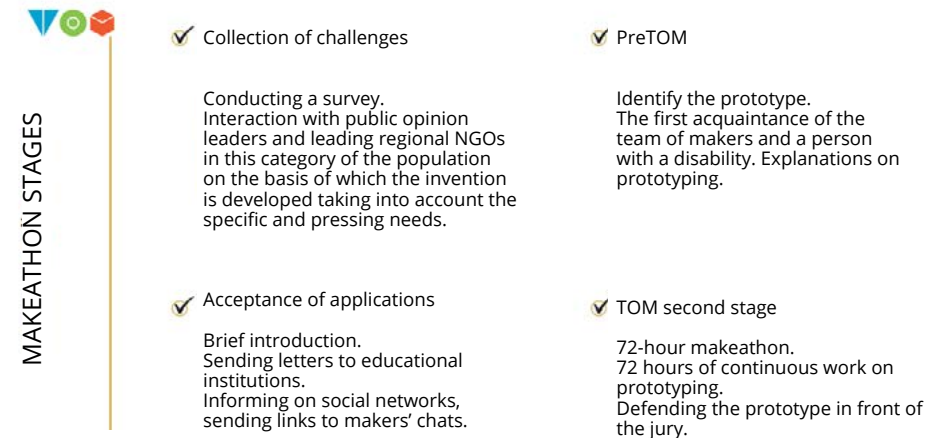 MAKEATHON STAGES
Collection of challenges
Conducting a survey.
Interaction with public opinion
leaders and leading regional NGOs
in this category of the population
on the basis of which the invention
is developed taking into account the
specific and pressing needs.
Acceptance of applications
Brief introduction.
Sending letters to educational
institutions.
Informing on social networks,
sending links to makers’ chats.
PreTOM
Identify the prototype.
The first acquaintance of the
team of makers and a person
with a disability. Explanations on
prototyping.
TOM second stage
72-hour makeathon.
72 hours of continuous work on
prototyping.
Defending the prototype in front of
the jury.